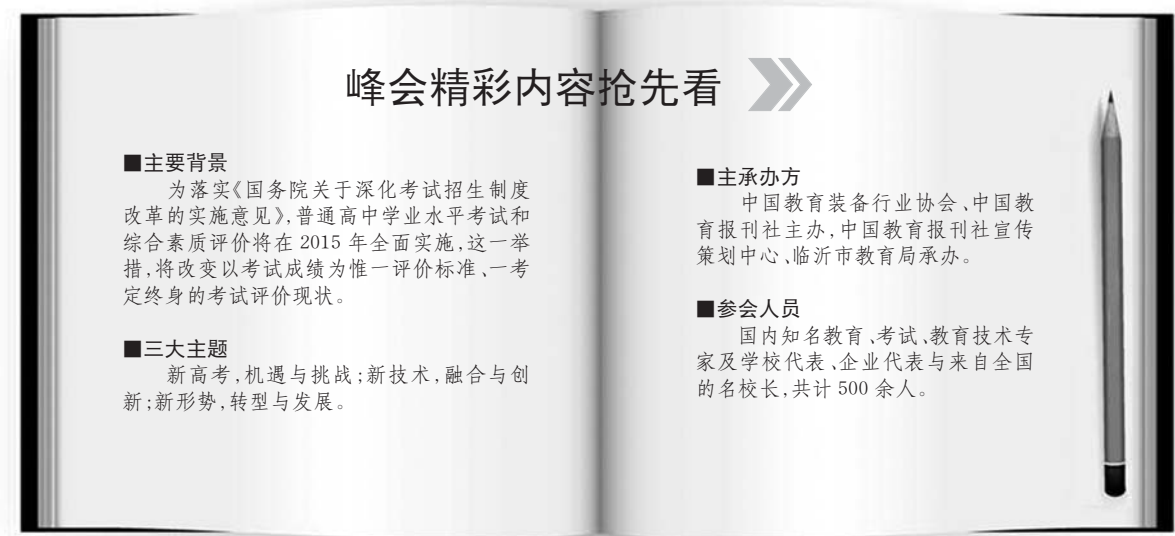 峰会精彩内容抢先看
■主要背景
为落实《国务院关于深化考试招生制度
改革的实施意见》,普通高中学业水平考试和
综合素质评价将在 2015 年全面实施,这一举
措,将改变以考试成绩为惟一评价标准、一考
定终身的考试评价现状。
■三大主题
新高考,机遇与挑战;新技术,融合与创
新;新形势,转型与发展。
■主承办方
中国教育装备行业协会、中国教
育报刊社主办,中国教育报刊社宣传
策划中心、临沂市教育局承办。
■参会人员
国内知名教育、考试、教育技术专
家及学校代表、企业代表与来自全国
的名校长,共计 500 余人。